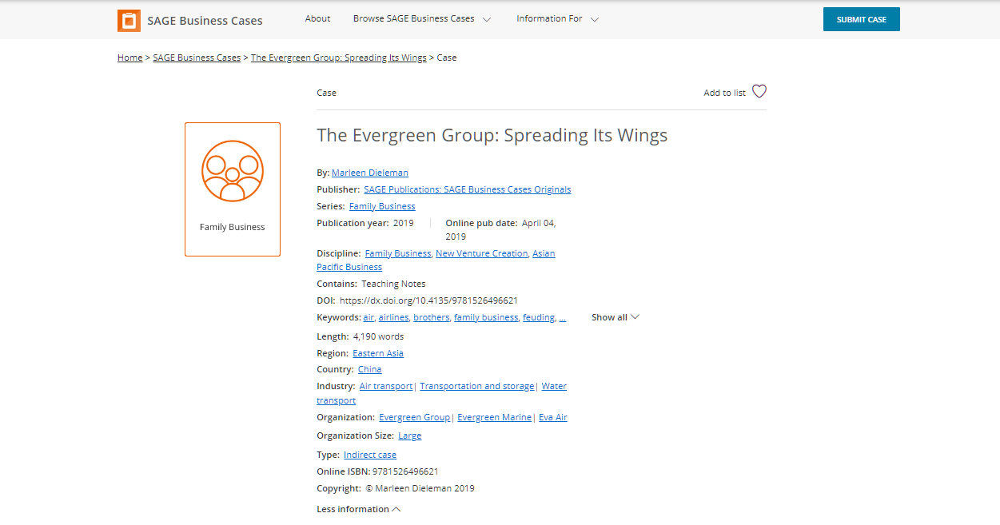 SAGE Business Cases
About
Browse SAGE Business Cases
Information For
SUBMIT CASE
Home > SAGE Business Cases > The Evergreen Group: Spreading Its Wings > Case
Case
Add to list
Family Business
The Evergreen Group: Spreading Its Wings
By: Marleen Dieleman
Publisher: SAGE Publications: SAGE Business Cases Originals
Series: Family Business
Publication year: 2019
Online pub date: April 04,
2019
Discipline: Family Business, New Venture Creation, Asian
Pacific Business
Contains: Teaching Notes
DOI: https://dx.doi.org/10.4135/9781526496621
Keywords: air, airlines, brothers, family business, feuding, ...
Show all
Length: 4,190 words
Region: Eastern Asia
Country: China
Industry: Air transport| Transportation and storage| Water
transport
Organization: Evergreen Group| Evergreen Marine| Eva Air
Organization Size: Large
Type: Indirect case
Online ISBN: 9781526496621
Copyright: © Marleen Dieleman 2019
Less information